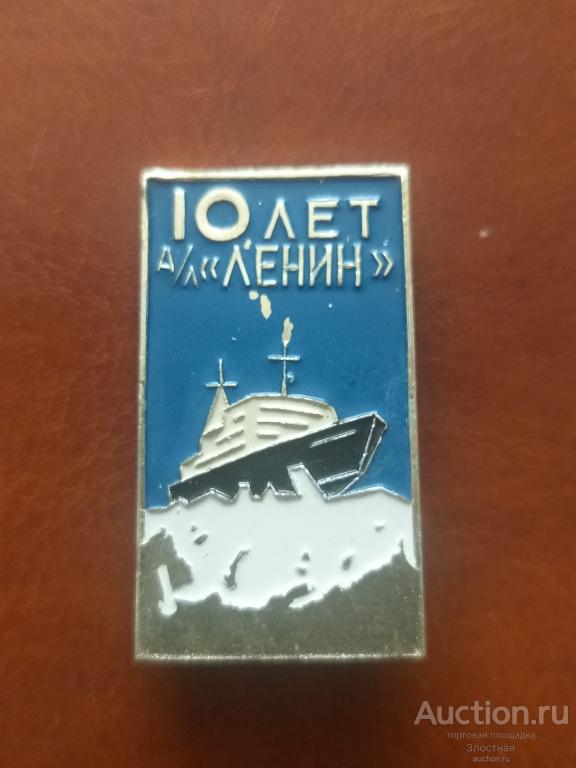 10 ЛЕТ
А/Л «ЛЕНИН»
Auction.ru
торговая площадка
Злостная
auction.ru